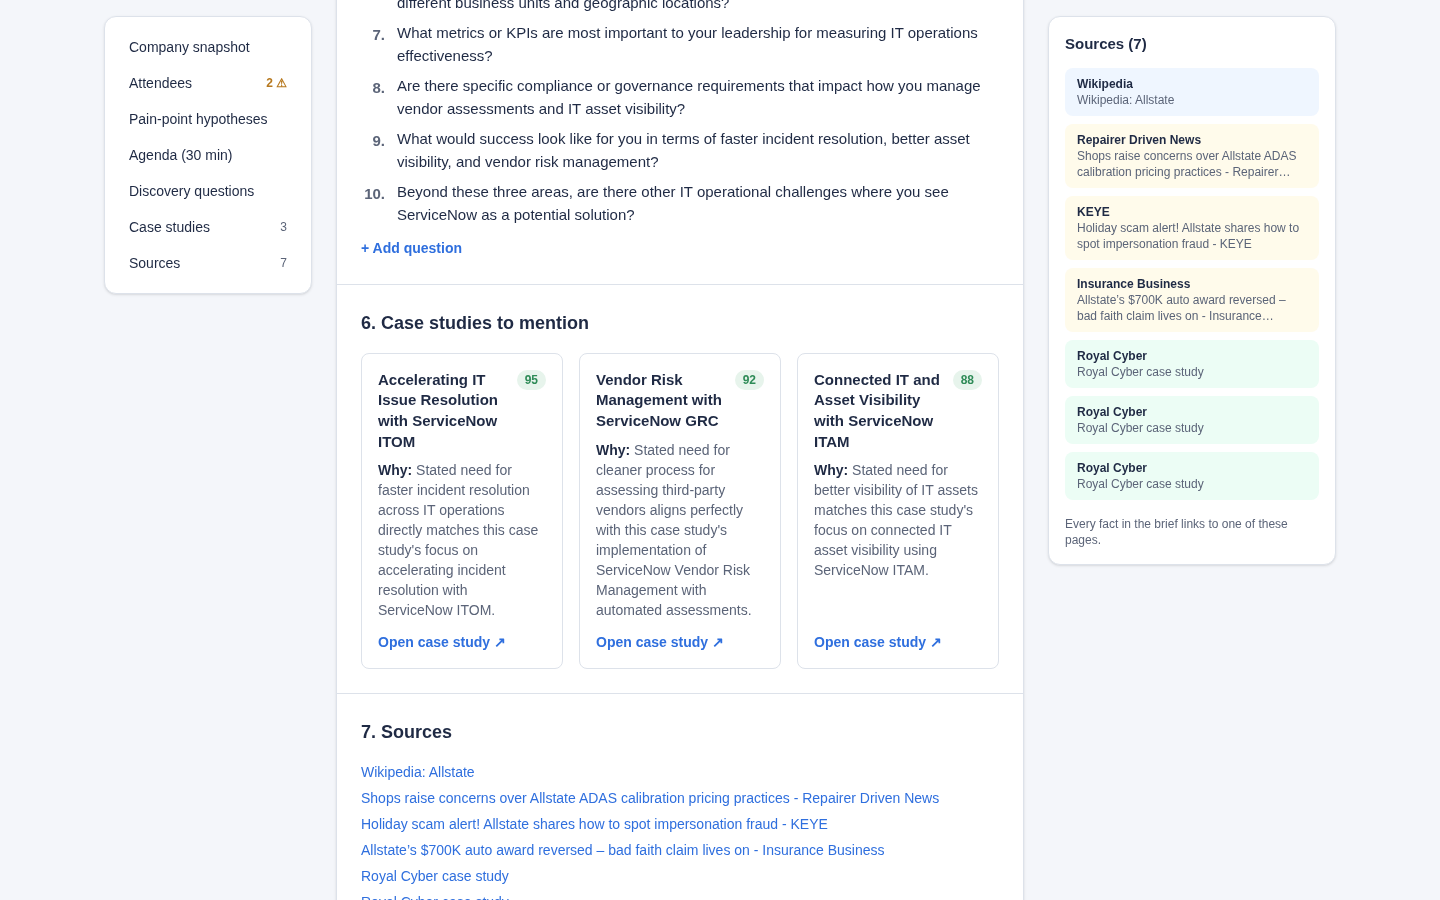 Company snapshot
Attendees 2 ⚠
Pain-point hypotheses
Agenda (30 min)
Discovery questions
Case studies 3
Sources 7
different business units and geographic locations?
7. What metrics or KPIs are most important to your leadership for measuring IT operations
effectiveness?
8. Are there specific compliance or governance requirements that impact how you manage
vendor assessments and IT asset visibility?
9. What would success look like for you in terms of faster incident resolution, better asset
visibility, and vendor risk management?
10. Beyond these three areas, are there other IT operational challenges where you see
ServiceNow as a potential solution?
+ Add question
6. Case studies to mention
Accelerating IT 95
Issue Resolution
with ServiceNow
ITOM
Why: Stated need for
faster incident resolution
across IT operations
directly matches this case
study's focus on
accelerating incident
resolution with
ServiceNow ITOM.
Open case study ↗
Vendor Risk 92
Management with
ServiceNow GRC
Why: Stated need for
cleaner process for
assessing third-party
vendors aligns perfectly
with this case study's
implementation of
ServiceNow Vendor Risk
Management with
automated assessments.
Open case study ↗
Connected IT and 88
Asset Visibility
with ServiceNow
ITAM
Why: Stated need for
better visibility of IT assets
matches this case study's
focus on connected IT
asset visibility using
ServiceNow ITAM.
Open case study ↗
7. Sources
Wikipedia: Allstate
Shops raise concerns over Allstate ADAS calibration pricing practices - Repairer Driven News
Holiday scam alert! Allstate shares how to spot impersonation fraud - KEYE
Allstate’s $700K auto award reversed – bad faith claim lives on - Insurance Business
Royal Cyber case study
Royal Cyber case study
Sources (7)
Wikipedia
Wikipedia: Allstate
Repairer Driven News
Shops raise concerns over Allstate ADAS
calibration pricing practices - Repairer…
KEYE
Holiday scam alert! Allstate shares how to
spot impersonation fraud - KEYE
Insurance Business
Allstate’s $700K auto award reversed –
bad faith claim lives on - Insurance…
Royal Cyber
Royal Cyber case study
Royal Cyber
Royal Cyber case study
Royal Cyber
Royal Cyber case study
Every fact in the brief links to one of these
pages.